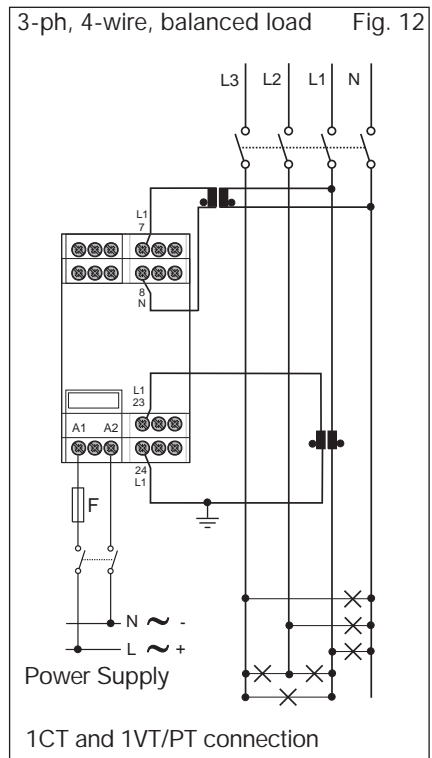 3-ph, 4-wire, balanced load Fig. 12
L3 L2 L1 N
L1
7
8
N
L1
23
A1 A2
24
L1
F
N ~ -
L ~ +
Power Supply
1CT and 1VT/PT connection